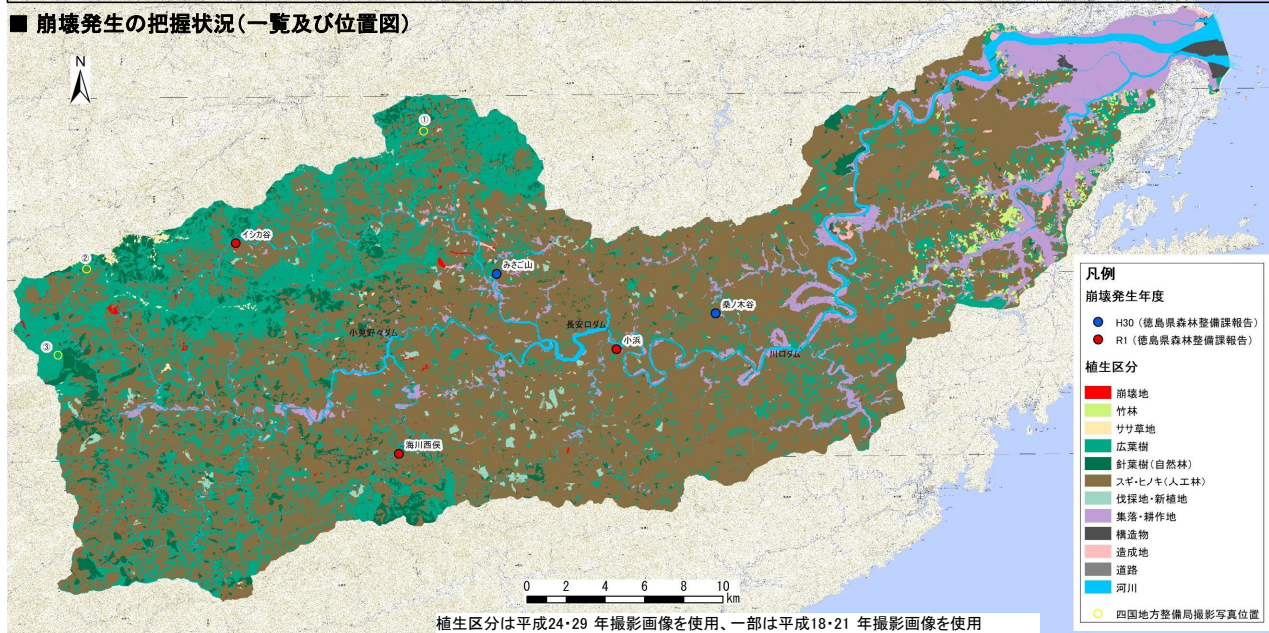 ■ 崩壊発生の把握状況(一覧及び位置図)
N
①
イシカ谷
②
みさご山
桑ノ木谷
小見野々ダム
長安口ダム
小浜
川口ダム
③
海川西俣
凡例
崩壊発生年度
H30 (徳島県森林整備課報告)
R1 (徳島県森林整備課報告)
植生区分
崩壊地
竹林
ササ草地
広葉樹
針葉樹(自然林)
スギ・ヒノキ(人工林)
伐採地・新植地
集落・耕作地
構造物
造成地
道路
河川
四国地方整備局撮影写真位置
0 2 4 6 8 10
km
植生区分は平成24・29 年撮影画像を使用、一部は平成18・21 年撮影画像を使用